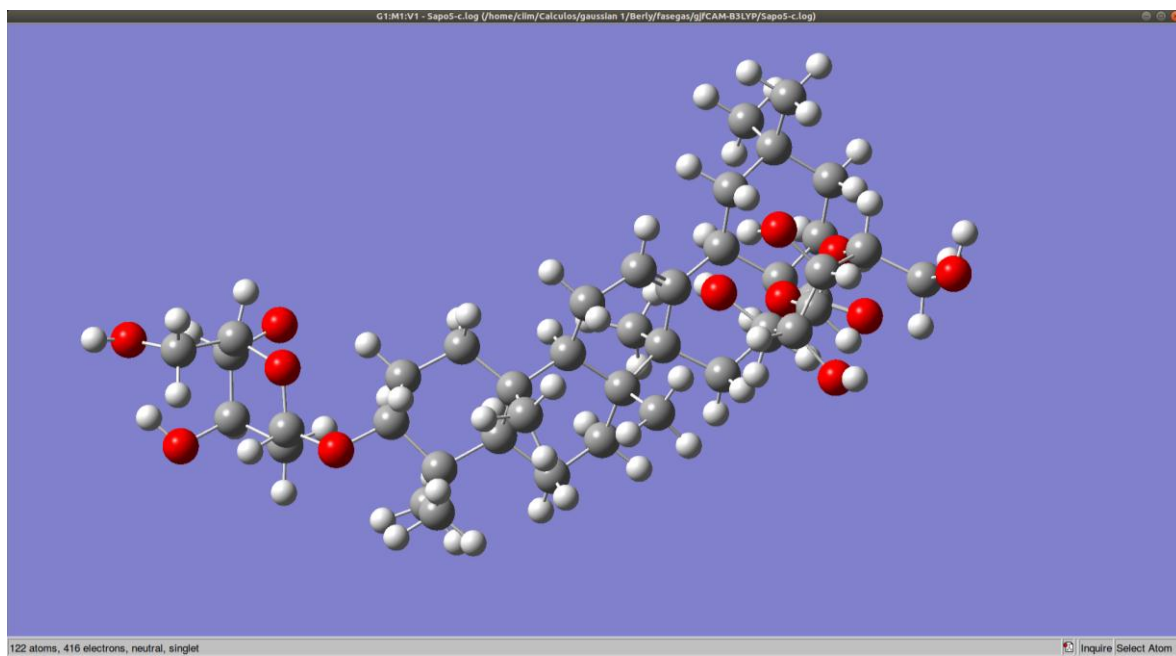 G1:M1:V1 - Sapo5-c.log (/home/ciim/Calculos/gaussian 1/Berly/fasegas/gjfCAM-B3LYP/Sapo5-c.log)
122 atoms, 416 electrons, neutral, singlet
Inquire Select Atom